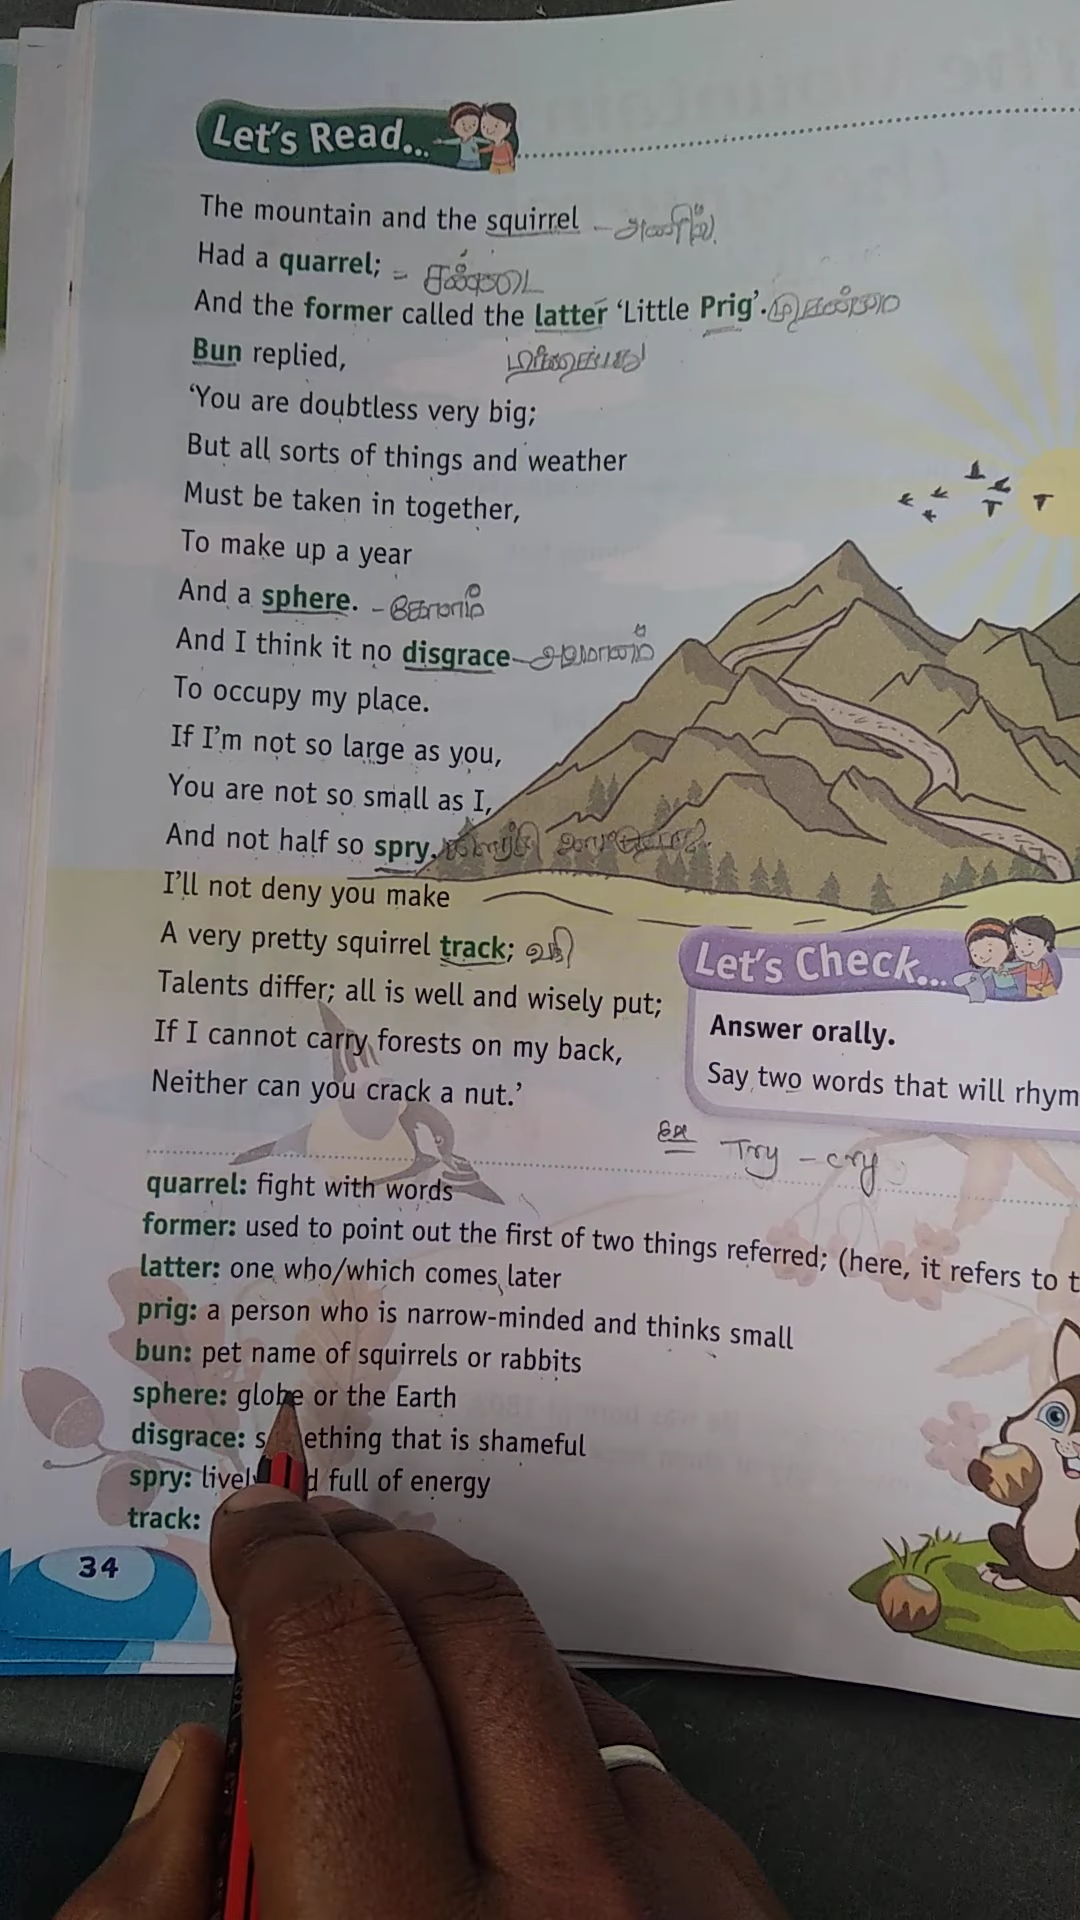 Let's Read...
The mountain and the squirrel - அணில்
Had a quarrel; - சண்டை
And the former called the latter 'Little Prig'.
Bun replied,
'You are doubtless very big;
But all sorts of things and weather
Must be taken in together,
To make up a year
And a sphere. - கோளம்
And I think it no disgrace - அவமானம்
To occupy my place.
If I'm not so large as you,
You are not so small as I,
And not half so spry.
I'll not deny you make
A very pretty squirrel track; வழி
Talents differ; all is well and wisely put;
If I cannot carry forests on my back,
Neither can you crack a nut.'
Let's Check...
Answer orally.
Say two words that will rhym
Try - cry
quarrel: fight with words
former: used to point out the first of two things referred; (here, it refers to t
latter: one who/which comes later
prig: a person who is narrow-minded and thinks small
bun: pet name of squirrels or rabbits
sphere: globe or the Earth
disgrace: s ething that is shameful
spry: livel d full of energy
track:
34